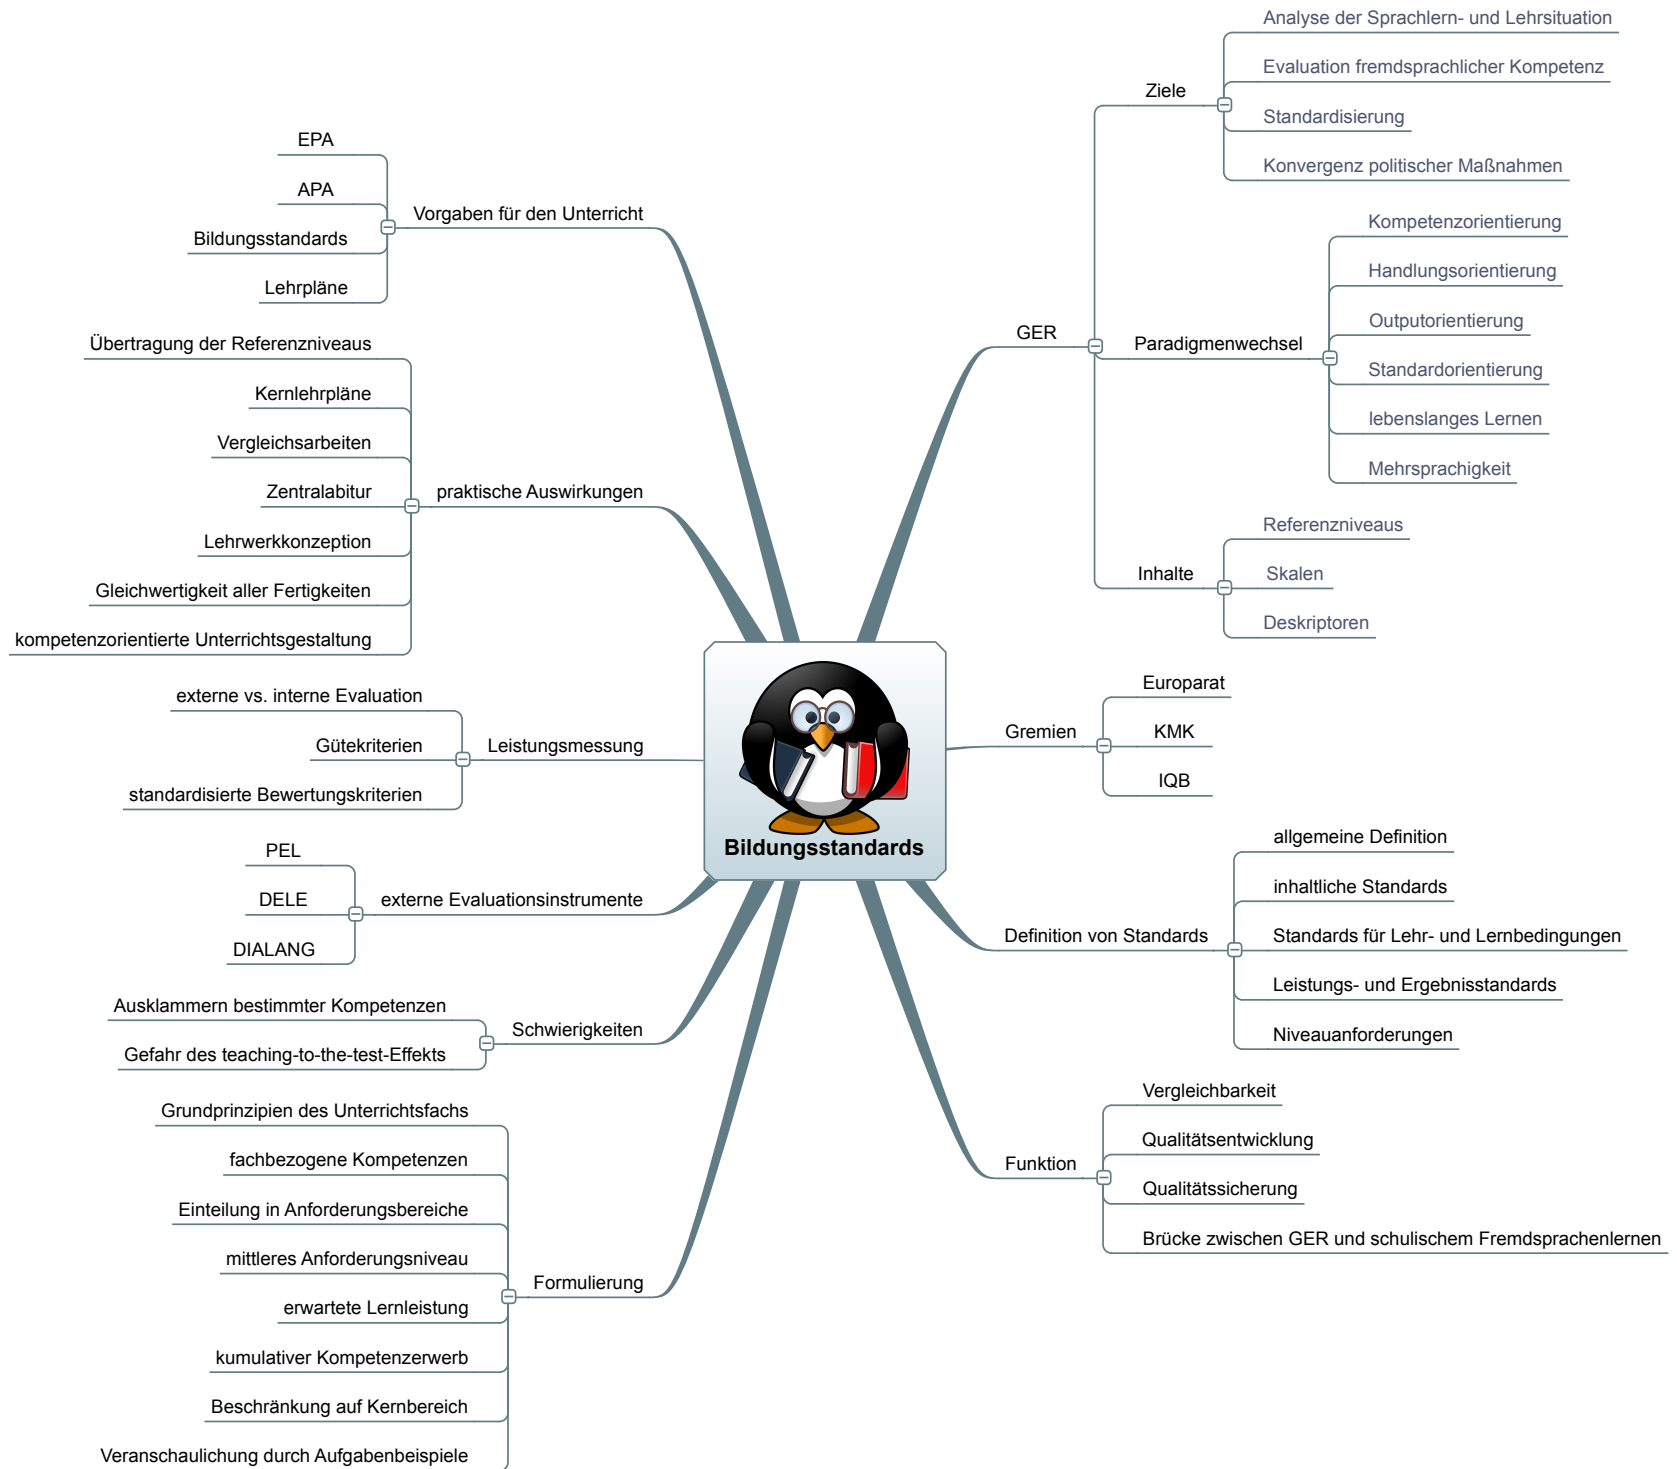 Bildungsstandards
GER
Ziele
Analyse der Sprachlern- und Lehrsituation
Evaluation fremdsprachlicher Kompetenz
Standardisierung
Konvergenz politischer Maßnahmen
Paradigmenwechsel
Kompetenzorientierung
Handlungsorientierung
Outputorientierung
Standardorientierung
lebenslanges Lernen
Mehrsprachigkeit
Inhalte
Referenzniveaus
Skalen
Deskriptoren
Gremien
Europarat
KMK
IQB
Definition von Standards
allgemeine Definition
inhaltliche Standards
Standards für Lehr- und Lernbedingungen
Leistungs- und Ergebnisstandards
Niveauanforderungen
Funktion
Vergleichbarkeit
Qualitätsentwicklung
Qualitätssicherung
Brücke zwischen GER und schulischem Fremdsprachenlernen
Vorgaben für den Unterricht
EPA
APA
Bildungsstandards
Lehrpläne
praktische Auswirkungen
Übertragung der Referenzniveaus
Kernlehrpläne
Vergleichsarbeiten
Zentralabitur
Lehrwerkkonzeption
Gleichwertigkeit aller Fertigkeiten
kompetenzorientierte Unterrichtsgestaltung
Leistungsmessung
externe vs. interne Evaluation
Gütekriterien
standardisierte Bewertungskriterien
externe Evaluationsinstrumente
PEL
DELE
DIALANG
Schwierigkeiten
Ausklammern bestimmter Kompetenzen
Gefahr des teaching-to-the-test-Effekts
Formulierung
Grundprinzipien des Unterrichtsfachs
fachbezogene Kompetenzen
Einteilung in Anforderungsbereiche
mittleres Anforderungsniveau
erwartete Lernleistung
kumulativer Kompetenzerwerb
Beschränkung auf Kernbereich
Veranschaulichung durch Aufgabenbeispiele